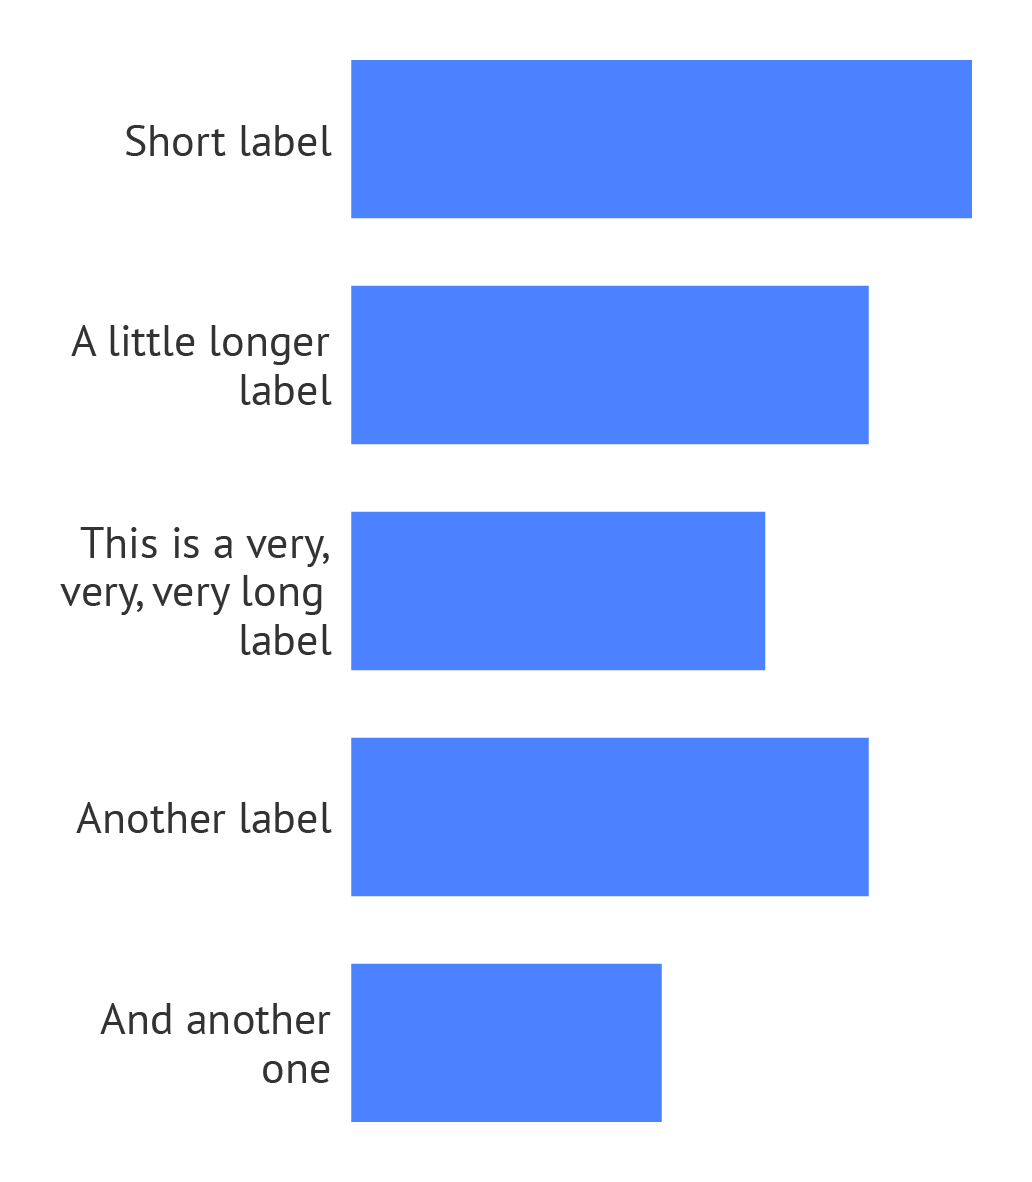 Short label
A little longer
label
This is a very,
very, very long
label
Another label
And another
one